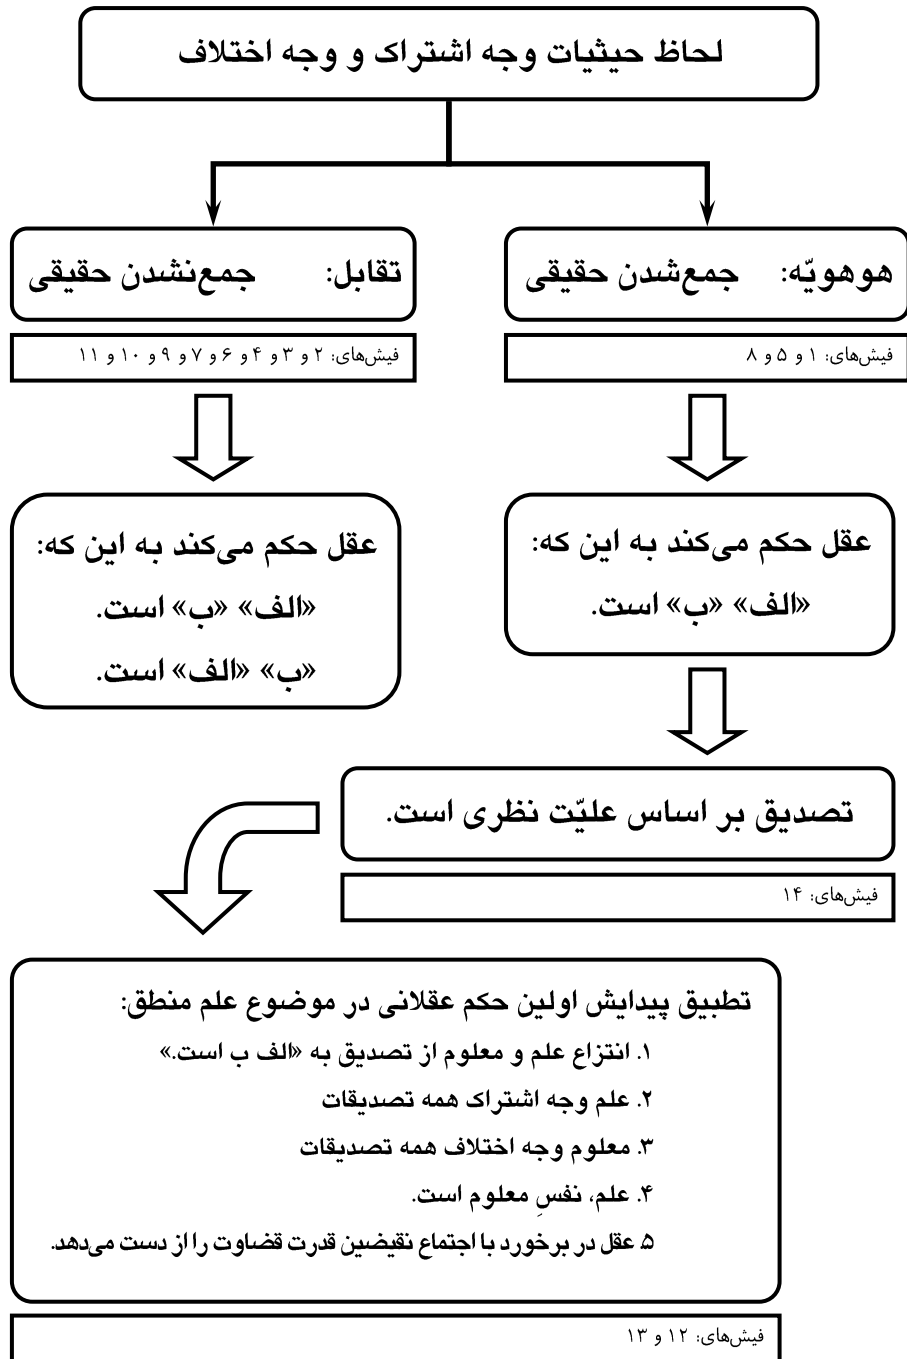 لحاظ حیثیات وجه اشتراک و وجه اختلاف
هوهویّه: جمع‌شدن حقیقی
فیش‌های: ۱ و ۵ و ۸
تقابل: جمع‌نشدن حقیقی
فیش‌های: ۲ و ۳ و ۴ و ۶ و ۷ و ۹ و ۱۰ و ۱۱
عقل حکم می‌کند به این که:
«الف» «ب» است.
عقل حکم می‌کند به این که:
«الف» «ب» است.
«ب» «الف» است.
تصدیق بر اساس علیّت نظری است.
فیش‌های: ۱۴
تطبیق پیدایش اولین حکم عقلانی در موضوع علم منطق:
۱. انتزاع علم و معلوم از تصدیق به «الف ب است.»
۲. علم وجه اشتراک همه تصدیقات
۳. معلوم وجه اختلاف همه تصدیقات
۴. علم، نفسِ معلوم است.
۵. عقل در برخورد با اجتماع نقیضین قدرت قضاوت را از دست می‌دهد.
فیش‌های: ۱۲ و ۱۳